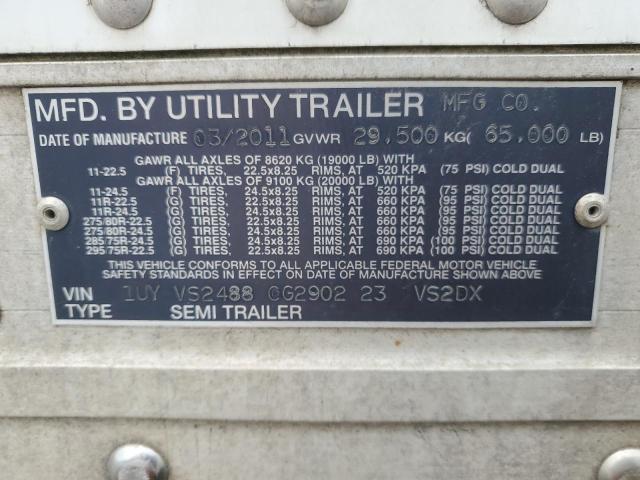 MFD. BY UTILITY TRAILER MFG CO.
DATE OF MANUFACTURE 03/2011 GVWR 29,500 KG( 65,000 LB)
GAWR ALL AXLES OF 8620 KG (19000 LB) WITH
11-22.5 (F) TIRES, 22.5x8.25 RIMS, AT 520 KPA (75 PSI) COLD DUAL
GAWR ALL AXLES OF 9100 KG (20000 LB) WITH
11-24.5 (F) TIRES, 24.5x8.25 RIMS, AT 520 KPA (75 PSI) COLD DUAL
11R-22.5 (G) TIRES, 22.5x8.25 RIMS, AT 660 KPA (95 PSI) COLD DUAL
11R-24.5 (G) TIRES, 24.5x8.25 RIMS, AT 660 KPA (95 PSI) COLD DUAL
275/80R-22.5 (G) TIRES, 22.5x8.25 RIMS, AT 660 KPA (95 PSI) COLD DUAL
275/80R-24.5 (G) TIRES, 24.5x8.25 RIMS, AT 660 KPA (95 PSI) COLD DUAL
285/75R-24.5 (G) TIRES, 24.5x8.25 RIMS, AT 690 KPA (100 PSI) COLD DUAL
295/75R-22.5 (G) TIRES, 22.5x8.25 RIMS, AT 690 KPA (100 PSI) COLD DUAL
THIS VEHICLE CONFORMS TO ALL APPLICABLE FEDERAL MOTOR VEHICLE
SAFETY STANDARDS IN EFFECT ON DATE OF MANUFACTURE SHOWN ABOVE
VIN 1UY VS2488 CG2902 23 VS2DX
TYPE SEMI TRAILER